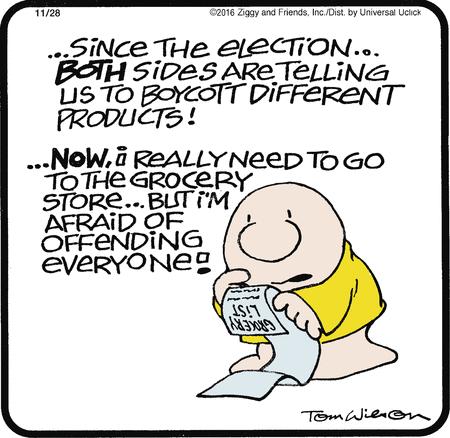 11/28 ©2016 Ziggy and Friends, Inc./Dist. by Universal Uclick
...SINCE THE ELECTION...
BOTH SIDES ARE TELLING
US TO BOYCOTT DIFFERENT
PRODUCTS!
...NOW, i REALLY NEED TO GO
TO THE GROCERY
STORE... BUT i'M
AFRAID OF
OFFENDING
EVERYONE!
GROCERY
LIST
Tom Wilson